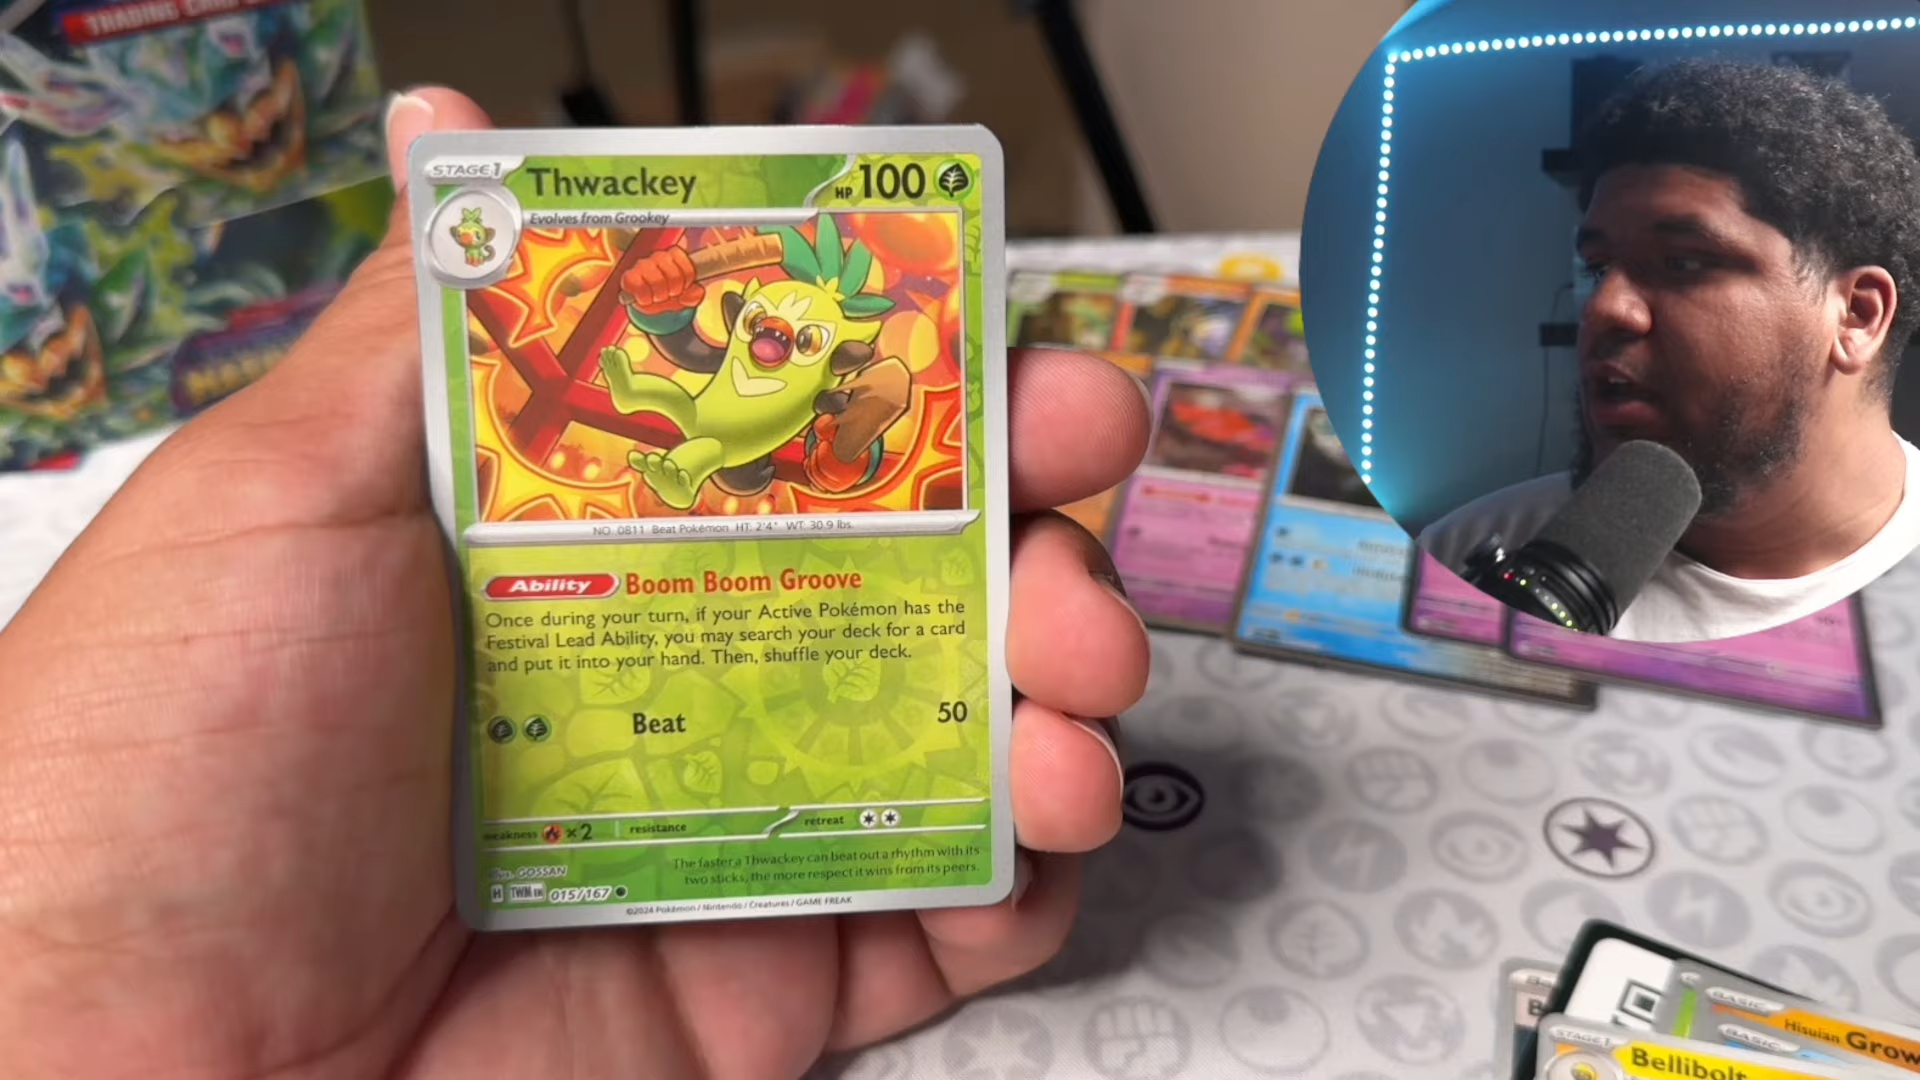 TRADING CARD
STAGE1 Thwackey HP 100
Evolves from Grookey
NO. 0811 Beat Pokémon HT: 2'4" WT: 30.9 lbs.
Ability Boom Boom Groove
Once during your turn, if your Active Pokémon has the
Festival Lead Ability, you may search your deck for a card
and put it into your hand. Then, shuffle your deck.
Beat 50
weakness ×2 resistance retreat
The faster a Thwackey can beat out a rhythm with its
two sticks, the more respect it wins from its peers.
Illus. GOSSAN
H TWM EN 015/167
©2024 Pokémon / Nintendo / Creatures / GAME FREAK
BASIC
Hisuian Grow
BASIC
STAGE1
Bellibolt